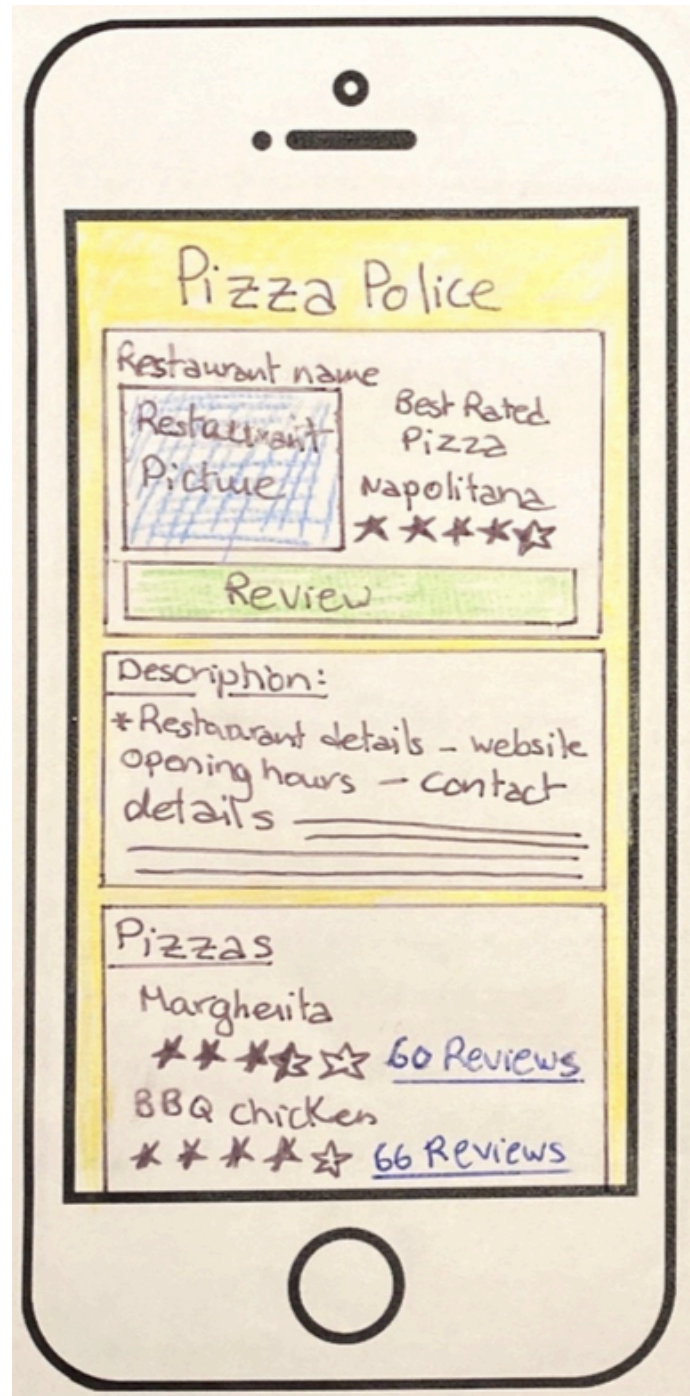 Pizza Police
Restaurant name
Restaurant
Picture
Best Rated
Pizza
Napolitana
Review
Description:
*Restaurant details - website
opening hours - contact
details
Pizzas
Margherita
60 Reviews
BBQ chicken
66 Reviews